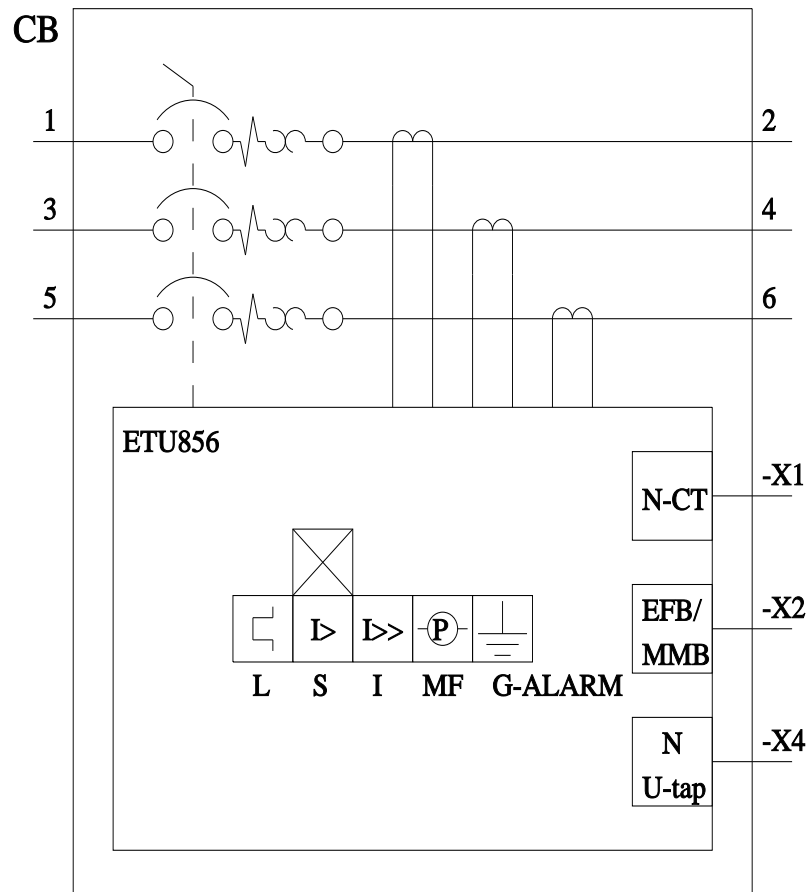 CB
1 2
3 4
5 6
ETU856
N-CT -X1
I> I>> P
L S I MF G-ALARM
EFB/
MMB
-X2
N
U-tap
-X4